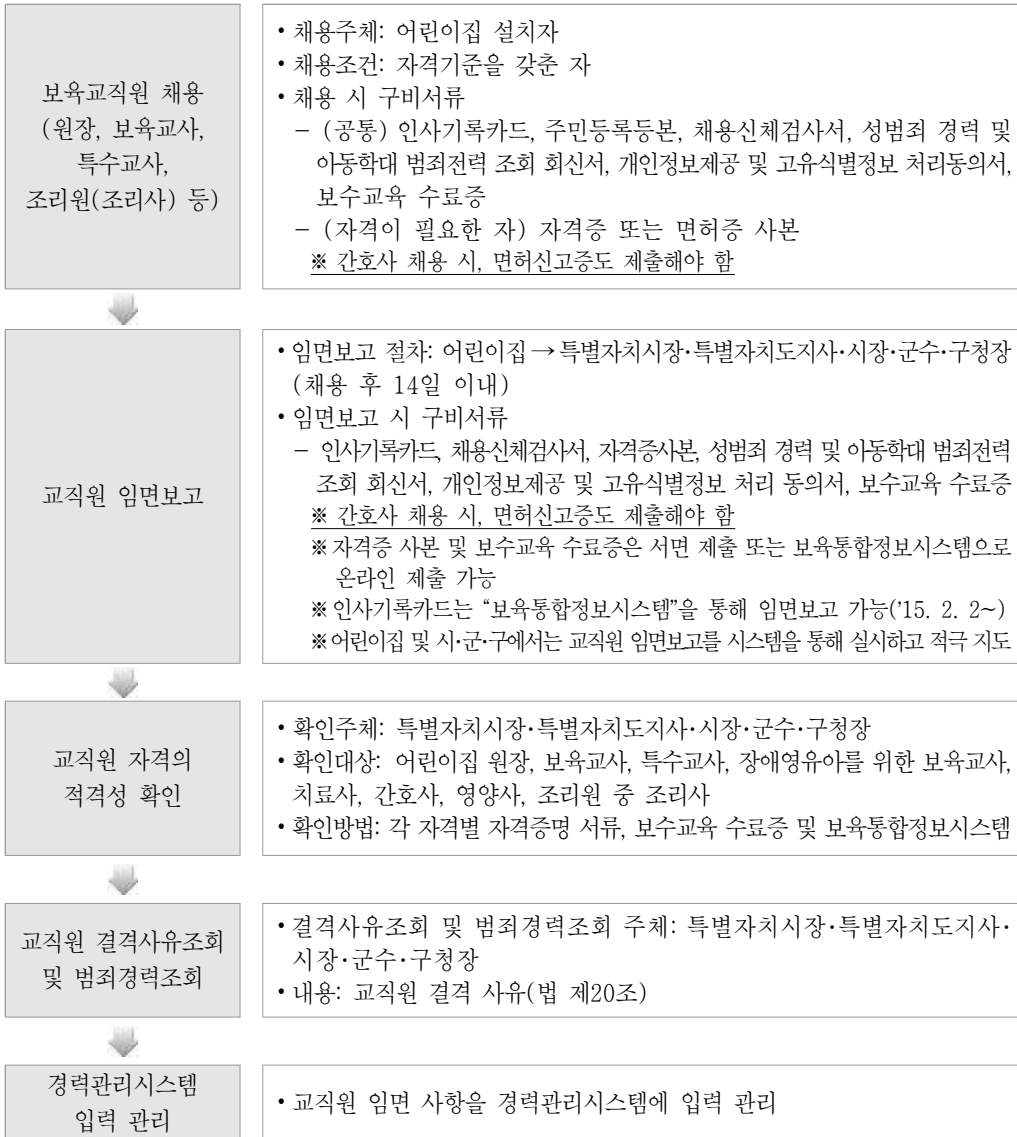 보육교직원 채용
(원장, 보육교사,
특수교사,
조리원(조리사) 등)
• 채용주체: 어린이집 설치자
• 채용조건: 자격기준을 갖춘 자
• 채용 시 구비서류
− (공통) 인사기록카드, 주민등록등본, 채용신체검사서, 성범죄 경력 및
아동학대 범죄전력 조회 회신서, 개인정보제공 및 고유식별정보 처리동의서,
보수교육 수료증
− (자격이 필요한 자) 자격증 또는 면허증 사본
※ 간호사 채용 시, 면허신고증도 제출해야 함
교직원 임면보고
• 임면보고 절차: 어린이집 → 특별자치시장·특별자치도지사·시장·군수·구청장
(채용 후 14일 이내)
• 임면보고 시 구비서류
− 인사기록카드, 채용신체검사서, 자격증사본, 성범죄 경력 및 아동학대 범죄전력
조회 회신서, 개인정보제공 및 고유식별정보 처리 동의서, 보수교육 수료증
※ 간호사 채용 시, 면허신고증도 제출해야 함
※ 자격증 사본 및 보수교육 수료증은 서면 제출 또는 보육통합정보시스템으로
온라인 제출 가능
※ 인사기록카드는 “보육통합정보시스템”을 통해 임면보고 가능('15. 2. 2~)
※ 어린이집 및 시·군·구에서는 교직원 임면보고를 시스템을 통해 실시하고 적극 지도
교직원 자격의
적격성 확인
• 확인주체: 특별자치시장·특별자치도지사·시장·군수·구청장
• 확인대상: 어린이집 원장, 보육교사, 특수교사, 장애영유아를 위한 보육교사,
치료사, 간호사, 영양사, 조리원 중 조리사
• 확인방법: 각 자격별 자격증명 서류, 보수교육 수료증 및 보육통합정보시스템
교직원 결격사유조회
및 범죄경력조회
• 결격사유조회 및 범죄경력조회 주체: 특별자치시장·특별자치도지사·
시장·군수·구청장
• 내용: 교직원 결격 사유(법 제20조)
경력관리시스템
입력 관리
• 교직원 임면 사항을 경력관리시스템에 입력 관리